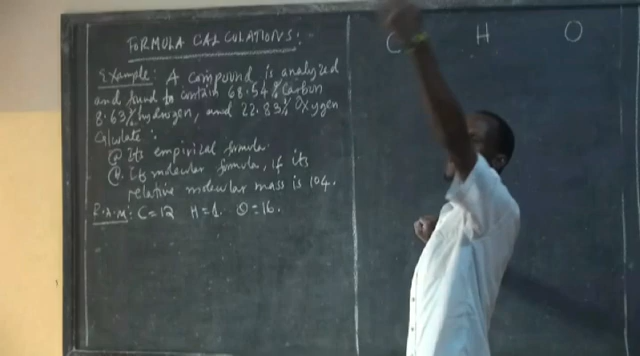 FORMULA CALCULATIONS:
Example: A compound is analyzed
and found to contain 68.54% Carbon
8.63% hydrogen, and 22.83% Oxygen
Calculate:
@ Its empirical formula.
@ Its molecular formula, if its
relative molecular mass is 104.
R.A.M: C=12 H=1. O=16.
C H O